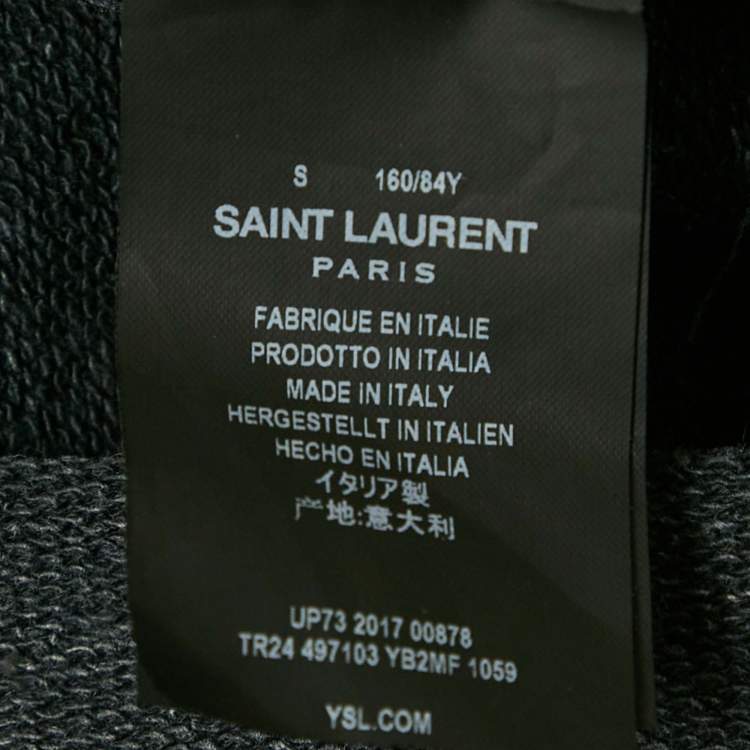 S 160/84Y
SAINT LAURENT
PARIS
FABRIQUE EN ITALIE
PRODOTTO IN ITALIA
MADE IN ITALY
HERGESTELLT IN ITALIEN
HECHO EN ITALIA
イタリア製
产地:意大利
UP73 2017 00878
TR24 497103 YB2MF 1059
YSL.COM